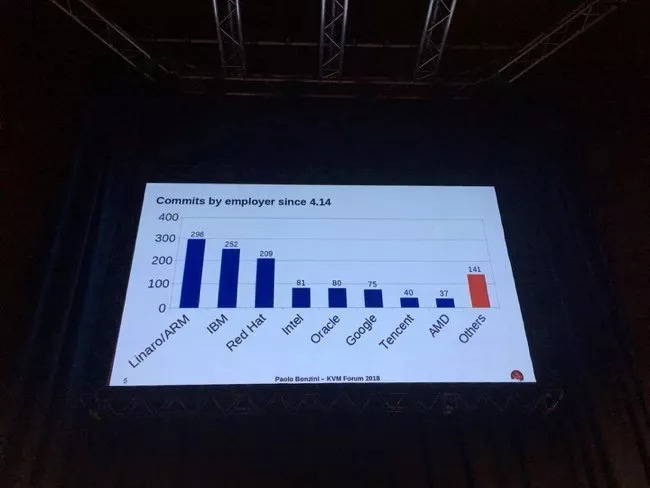 Commits by employer since 4.14
400
300
200
100
0
296
252
209
81
80
75
40
37
141
Linaro/ARM
IBM
Red Hat
Intel
Oracle
Google
Tencent
AMD
Others
5
Paolo Bonzini – KVM Forum 2018